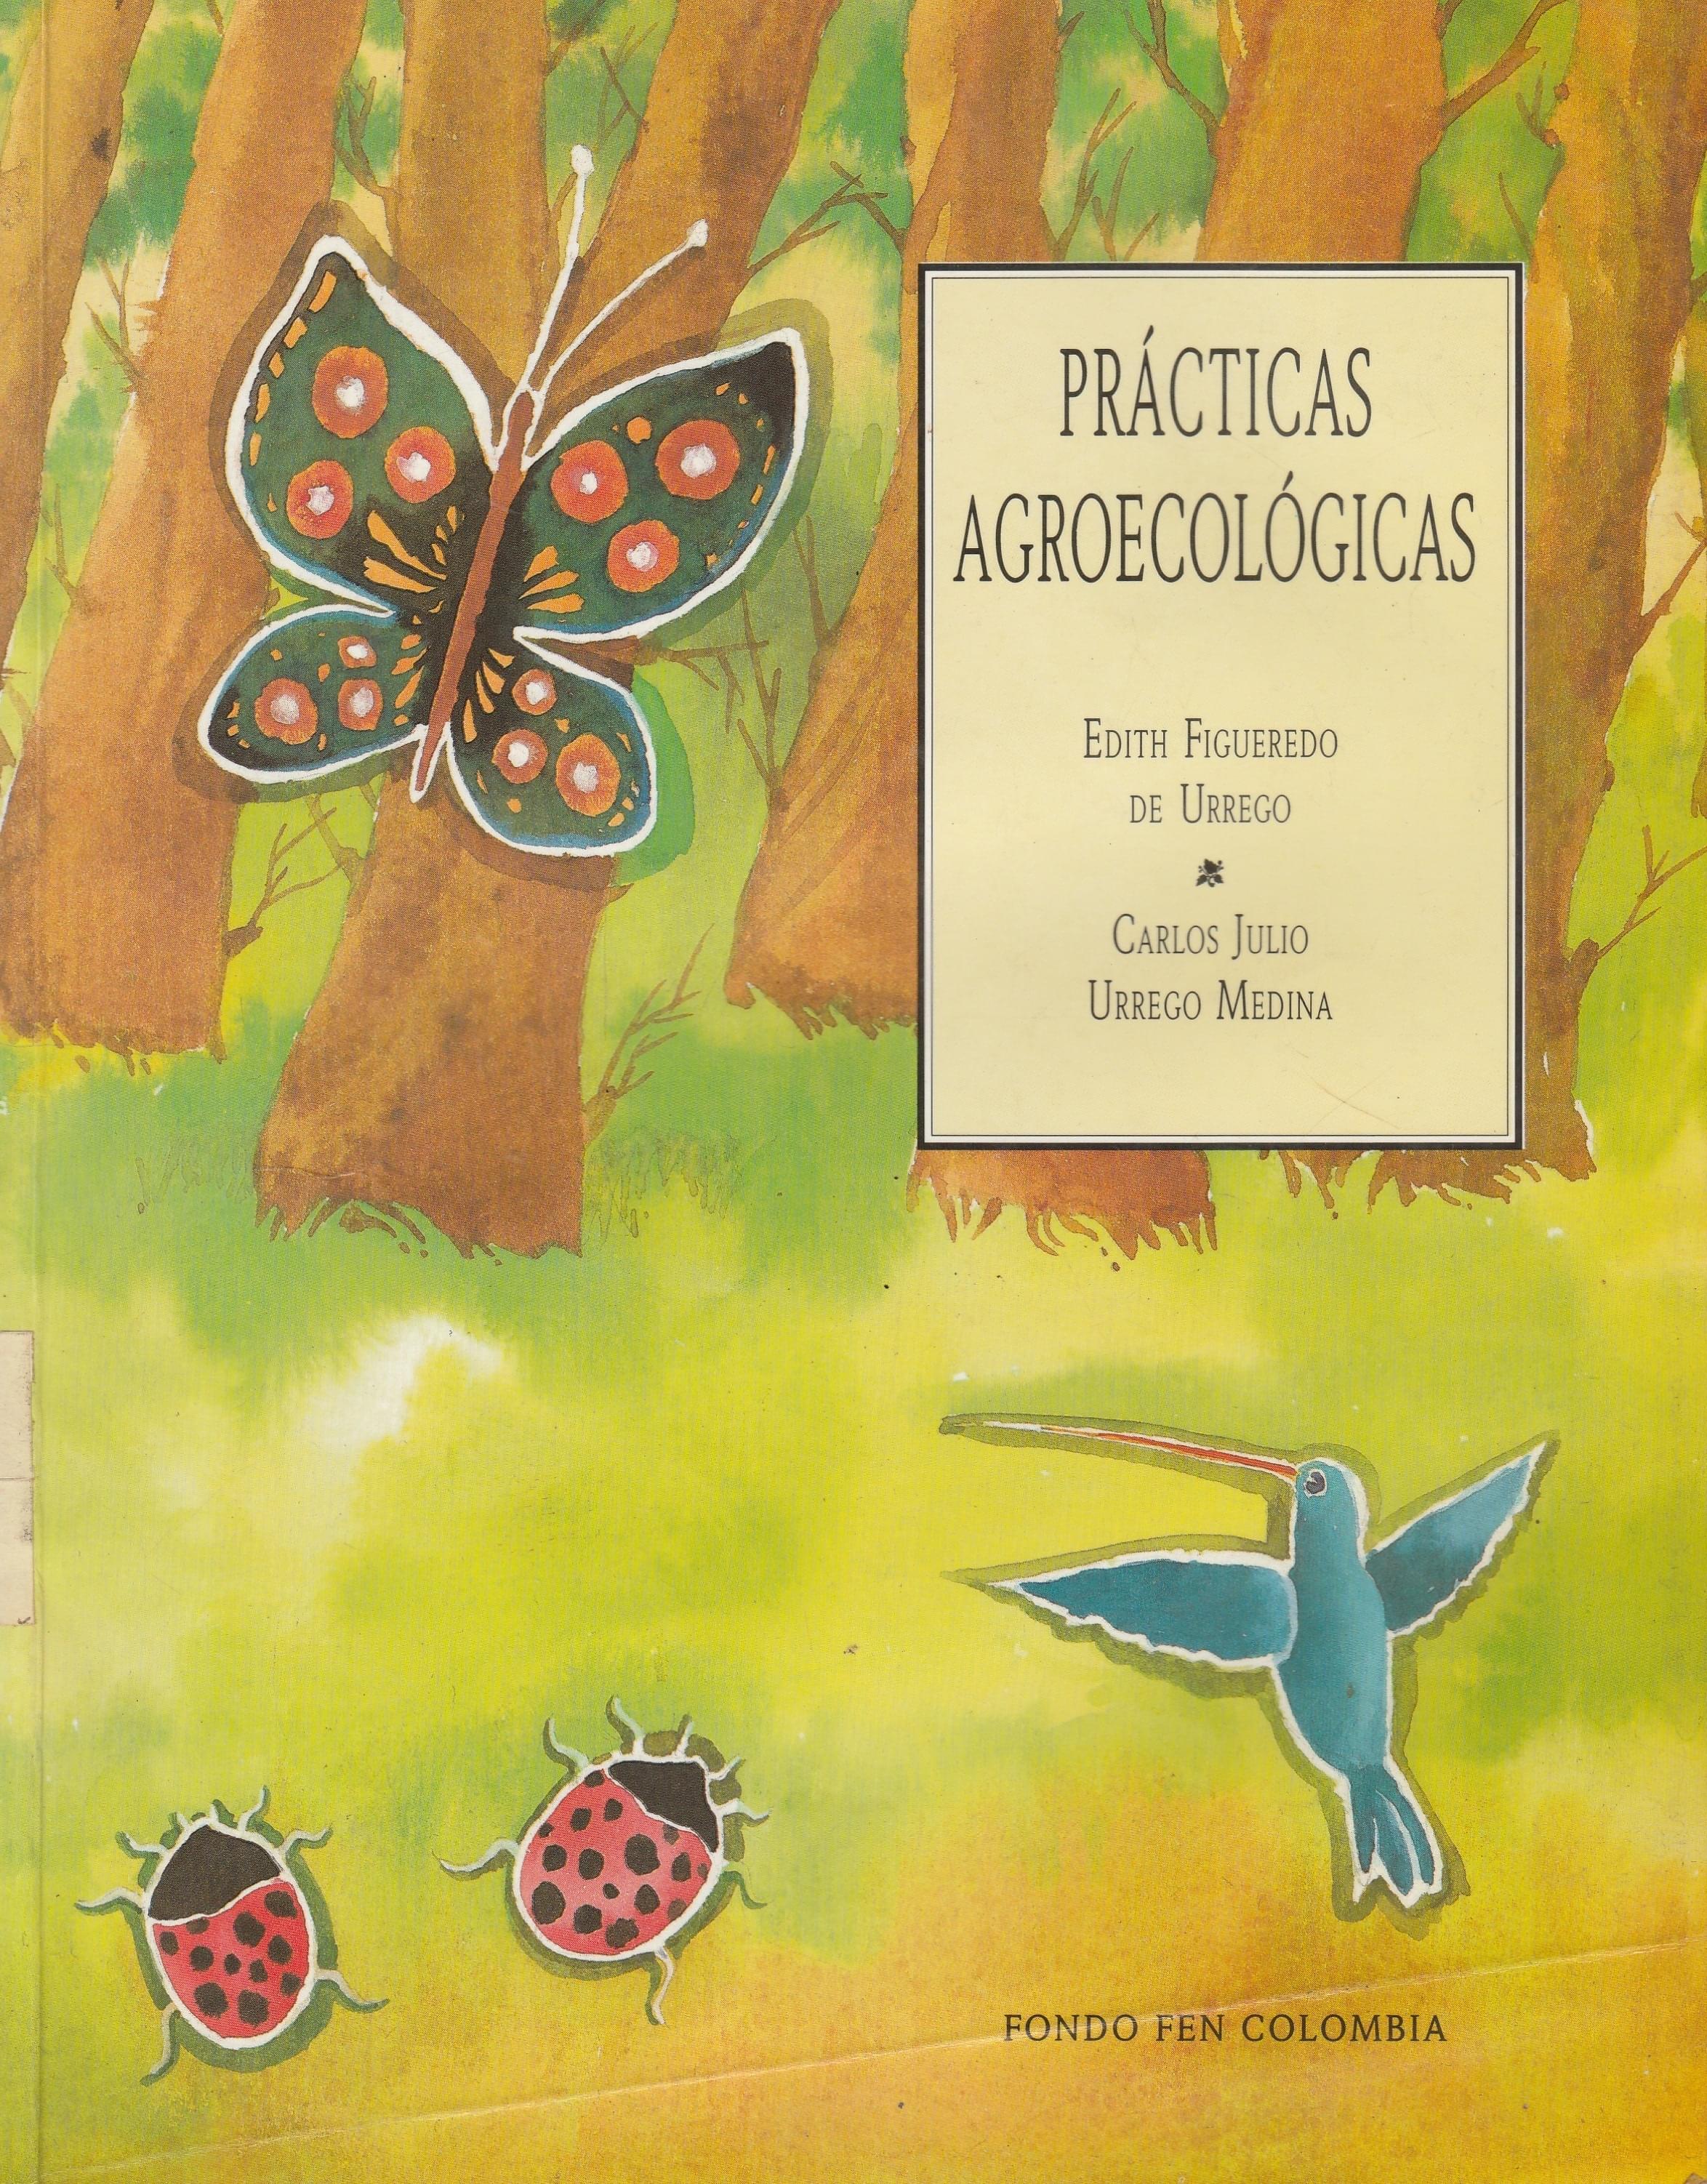 PRÁCTICAS
AGROECOLÓGICAS
EDITH FIGUEREDO
DE URREGO
CARLOS JULIO
URREGO MEDINA
FONDO FEN COLOMBIA